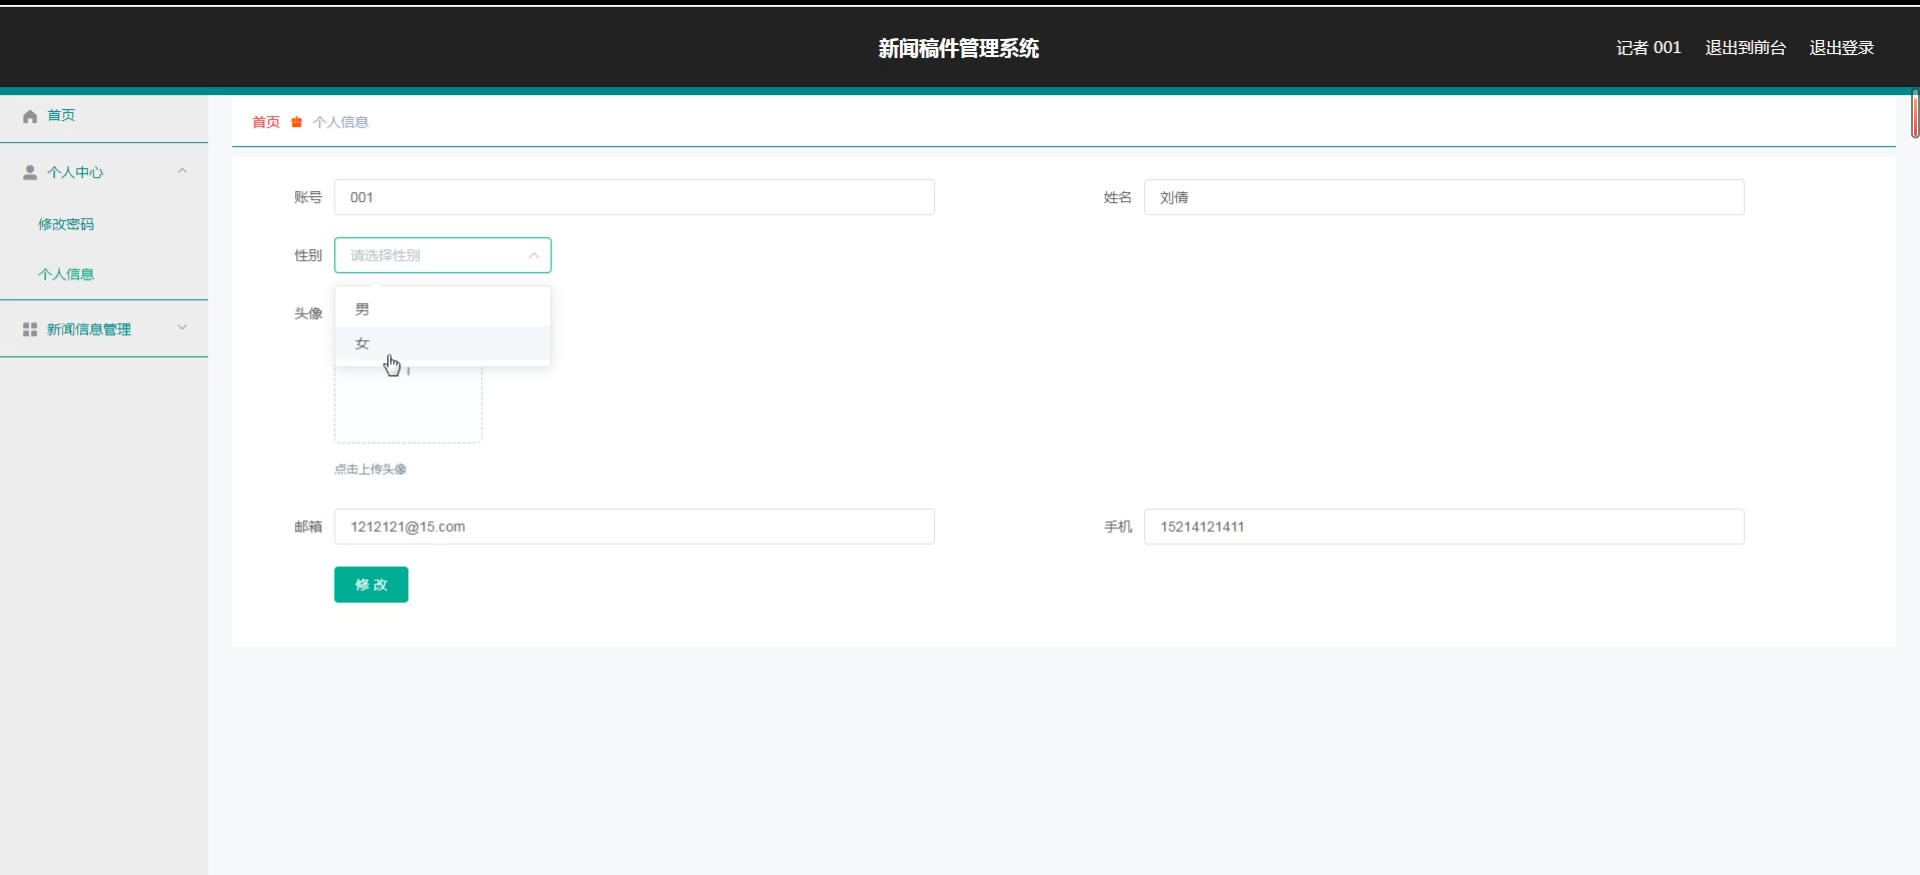 新闻稿件管理系统
记者 001 退出到前台 退出登录
首页
个人中心
修改密码
个人信息
新闻信息管理
首页 个人信息
账号 001
姓名 刘倩
性别 请选择性别
男
女
头像
点击上传头像
邮箱 1212121@15.com
手机 15214121411
修改